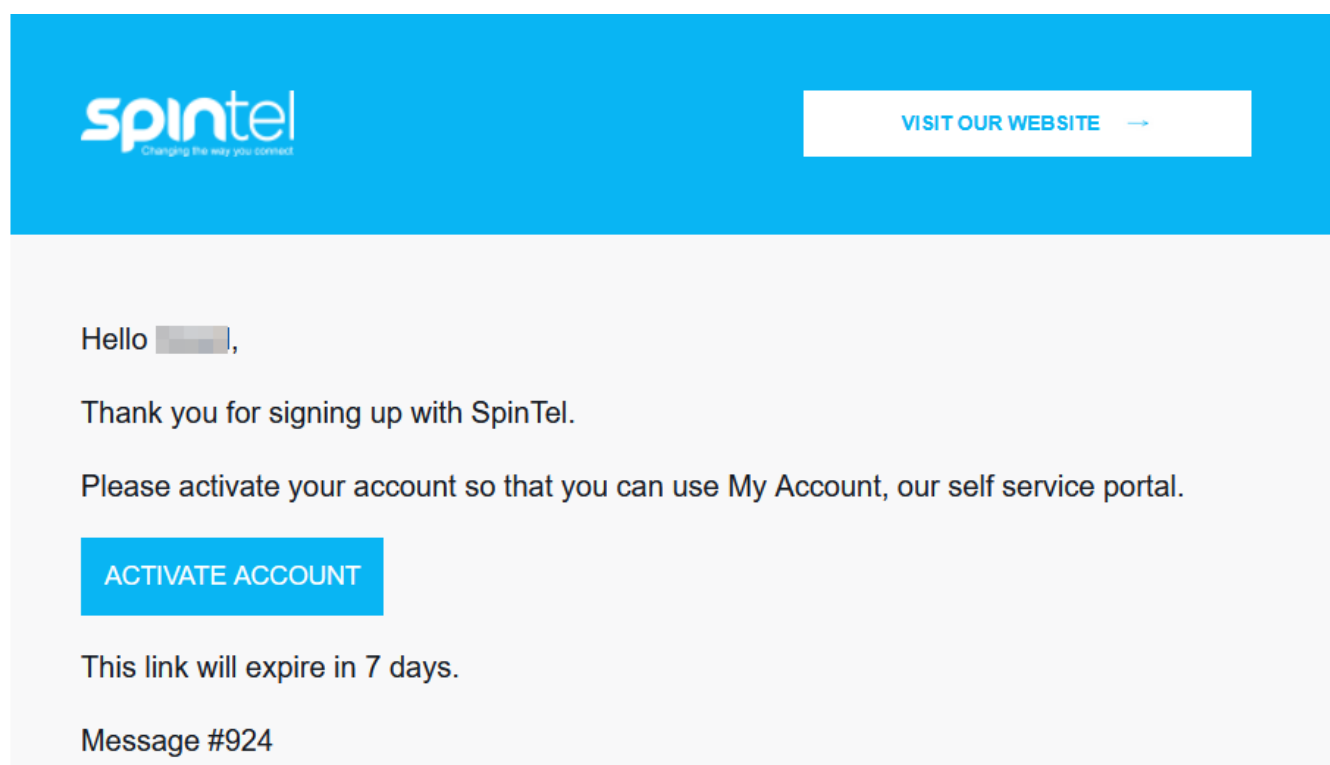 spintel
Changing the way you connect
VISIT OUR WEBSITE →
Hello ,
Thank you for signing up with SpinTel.
Please activate your account so that you can use My Account, our self service portal.
ACTIVATE ACCOUNT
This link will expire in 7 days.
Message #924